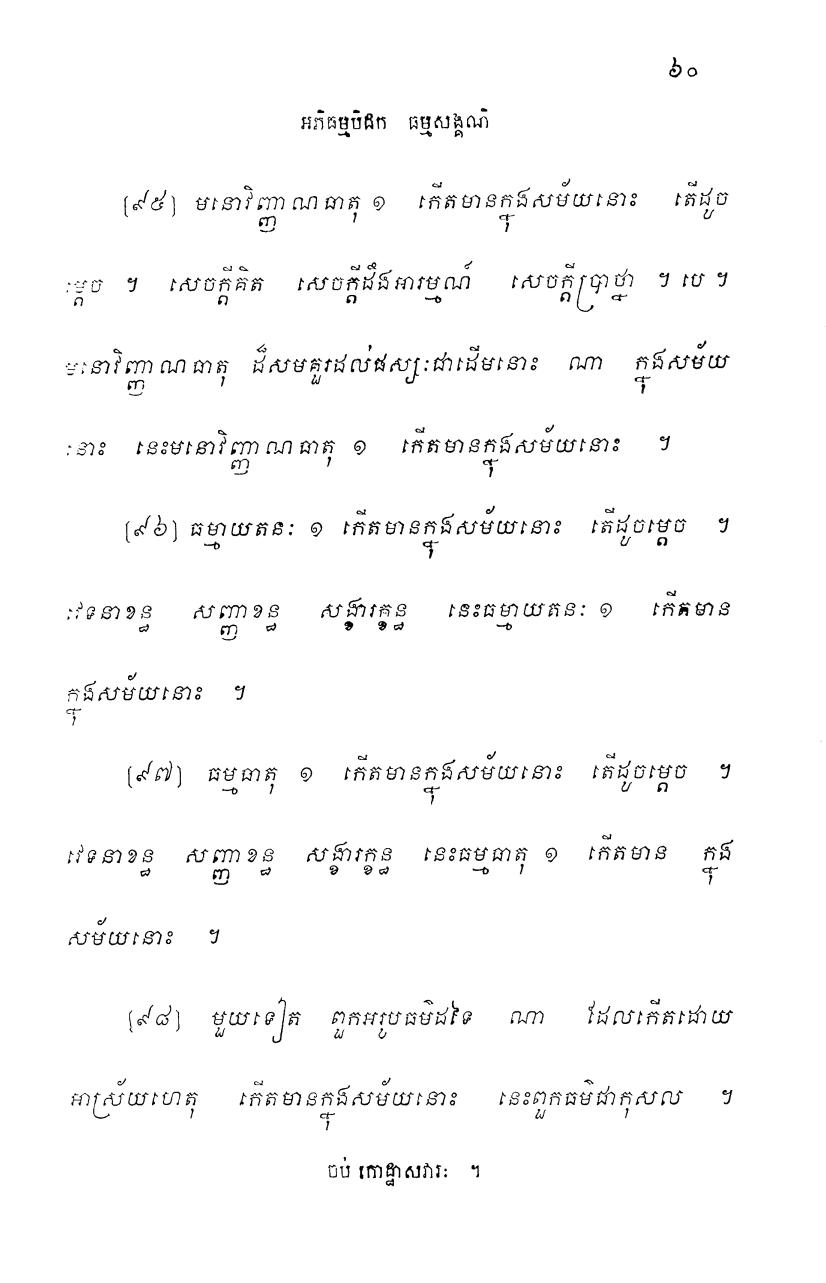 ៦០
អភិធម្មបិដក ធម្មសង្គណិ
[៩៥] មនោវិញ្ញាណធាតុ ១ កើតមានក្នុងសម័យនោះ តើដូច
ម្តេច ។ សេចក្តីគិត សេចក្តីដឹងអារម្មណ៍ សេចក្តីប្រាថ្នា ។ បេ ។
មនោវិញ្ញាណធាតុ ដ៏សមគួរដល់ផស្សៈជាដើមនោះ ណា ក្នុងសម័យ
នោះ នេះមនោវិញ្ញាណធាតុ ១ កើតមានក្នុងសម័យនោះ ។
[៩៦] ធម្មាយតនៈ ១ កើតមានក្នុងសម័យនោះ តើដូចម្តេច ។
វេទនាខន្ធ សញ្ញាខន្ធ សង្ខារក្ខន្ធ នេះធម្មាយតនៈ ១ កើតមាន
ក្នុងសម័យនោះ ។
[៩៧] ធម្មធាតុ ១ កើតមានក្នុងសម័យនោះ តើដូចម្តេច ។
វេទនាខន្ធ សញ្ញាខន្ធ សង្ខារក្ខន្ធ នេះធម្មធាតុ ១ កើតមាន ក្នុង
សម័យនោះ ។
[៩៨] មួយទៀត ពួកអរូបធម៌ដទៃ ណា ដែលកើតដោយ
អាស្រ័យហេតុ កើតមានក្នុងសម័យនោះ នេះពួកធម៌ជាកុសល ។
ចប់ កោដ្ឋាសវារៈ ។